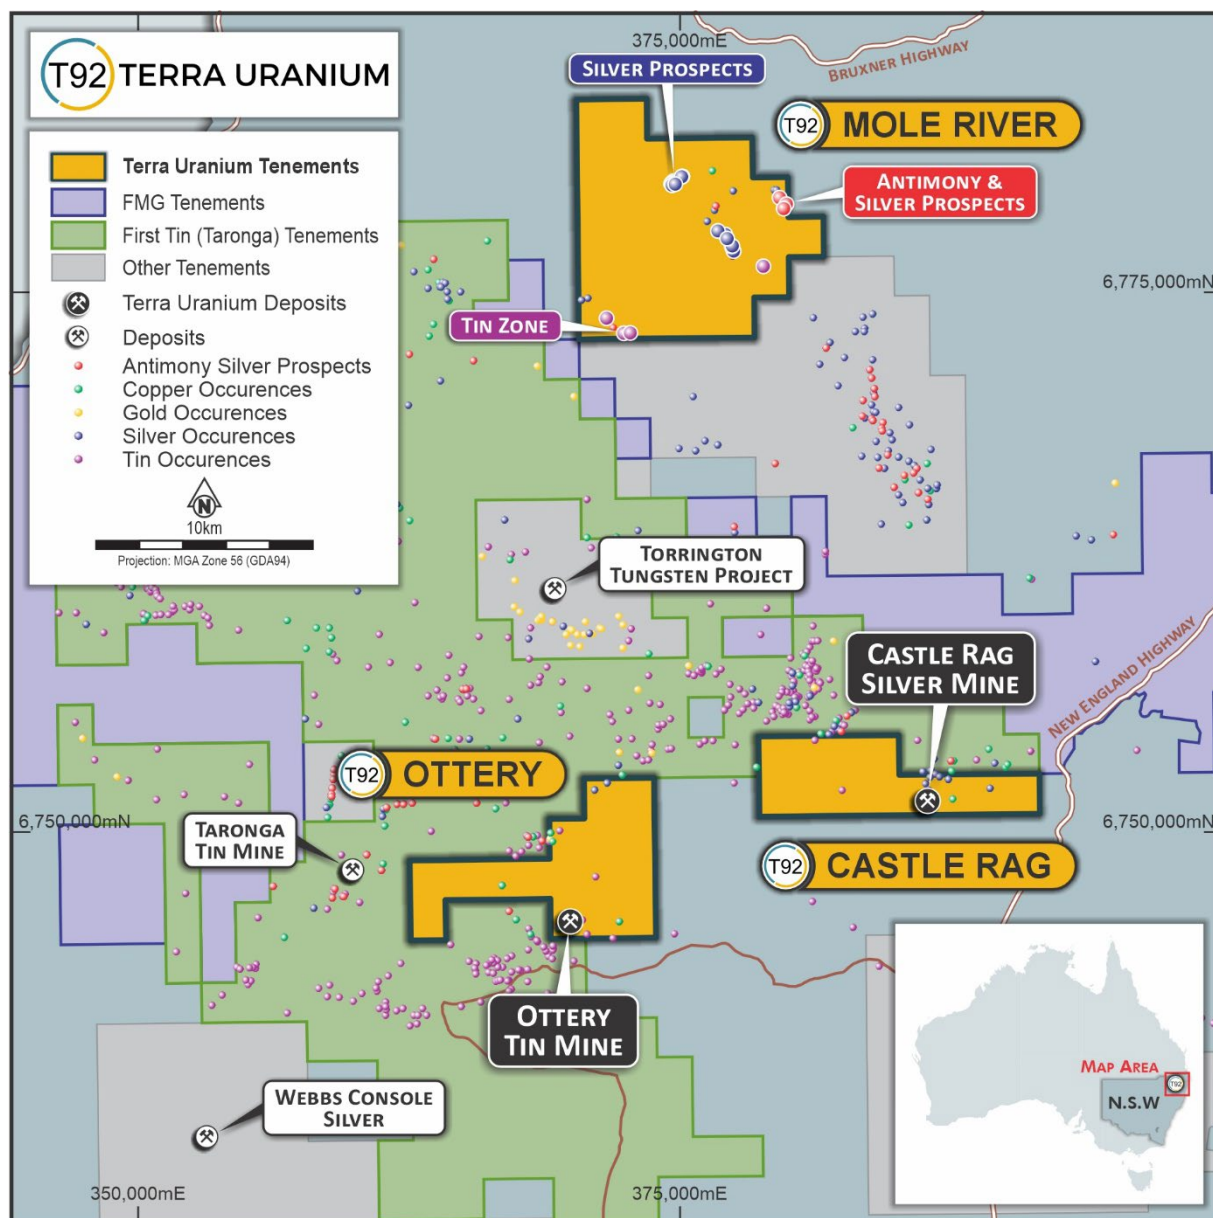 375,000mE
BRUXNER HIGHWAY
T92 TERRA URANIUM
SILVER PROSPECTS
T92 MOLE RIVER
ANTIMONY &
SILVER PROSPECTS
Terra Uranium Tenements
FMG Tenements
First Tin (Taronga) Tenements
Other Tenements
Terra Uranium Deposits
Deposits
Antimony Silver Prospects
Copper Occurences
Gold Occurences
Silver Occurences
Tin Occurences
N
10km
Projection: MGA Zone 56 (GDA94)
6,775,000mN
TIN ZONE
TORRINGTON
TUNGSTEN PROJECT
CASTLE RAG
SILVER MINE
NEW ENGLAND HIGHWAY
T92 OTTERY
6,750,000mN
TARONGA
TIN MINE
6,750,000mN
T92 CASTLE RAG
OTTERY
TIN MINE
WEBBS CONSOLE
SILVER
MAP AREA
T92
N.S.W
350,000mE
375,000mE